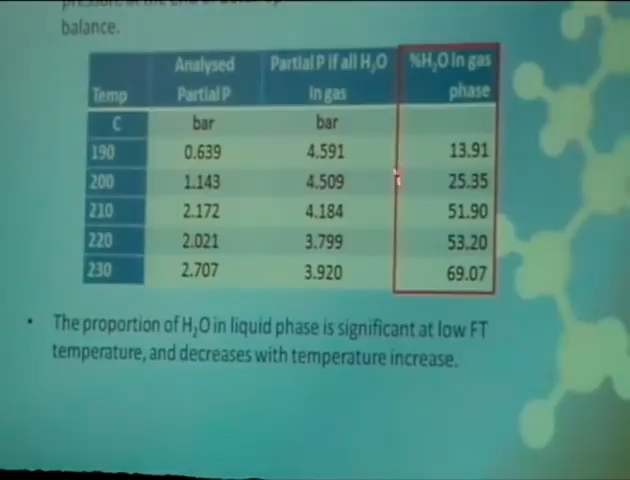 balance.
Temp Analysed Partial P Partial P if all H₂O In gas %H₂O In gas phase
C bar bar
190 0.639 4.591 13.91
200 1.143 4.509 25.35
210 2.172 4.184 51.90
220 2.021 3.799 53.20
230 2.707 3.920 69.07
• The proportion of H₂O in liquid phase is significant at low FT
temperature, and decreases with temperature increase.